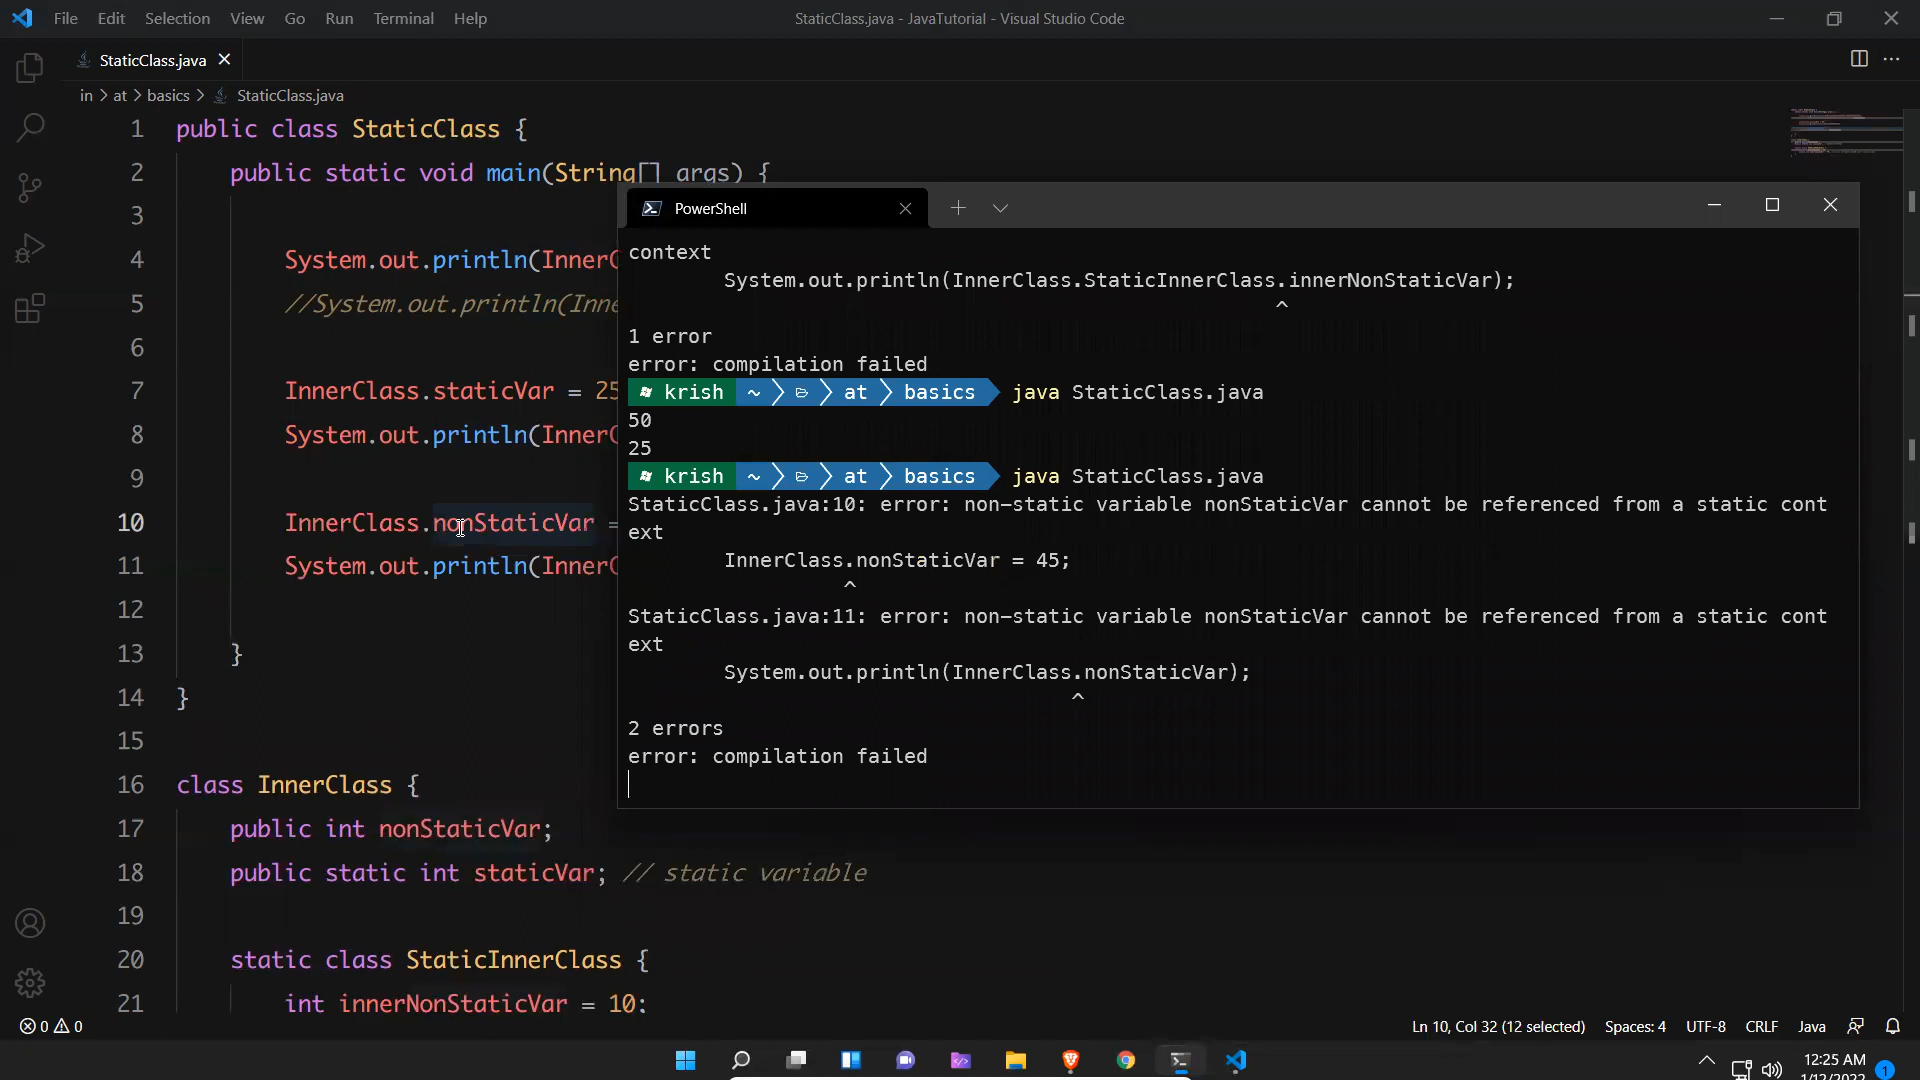 File Edit Selection View Go Run Terminal Help
StaticClass.java - JavaTutorial - Visual Studio Code
StaticClass.java
in > at > basics > StaticClass.java
1 public class StaticClass {
2 public static void main(String[] args) {
3
4 System.out.println(InnerC
5 //System.out.println(Inne
6
7 InnerClass.staticVar = 25
8 System.out.println(InnerC
9
10 InnerClass.nonStaticVar =
11 System.out.println(InnerC
12
13 }
14 }
15
16 class InnerClass {
17 public int nonStaticVar;
18 public static int staticVar; // static variable
19
20 static class StaticInnerClass {
21 int innerNonStaticVar = 10;
PowerShell
context
System.out.println(InnerClass.StaticInnerClass.innerNonStaticVar);
^
1 error
error: compilation failed
krish ~ at basics java StaticClass.java
50
25
krish ~ at basics java StaticClass.java
StaticClass.java:10: error: non-static variable nonStaticVar cannot be referenced from a static cont
ext
InnerClass.nonStaticVar = 45;
^
StaticClass.java:11: error: non-static variable nonStaticVar cannot be referenced from a static cont
ext
System.out.println(InnerClass.nonStaticVar);
^
2 errors
error: compilation failed
0 0
Ln 10, Col 32 (12 selected) Spaces: 4 UTF-8 CRLF Java
12:25 AM
1/12/2022
1